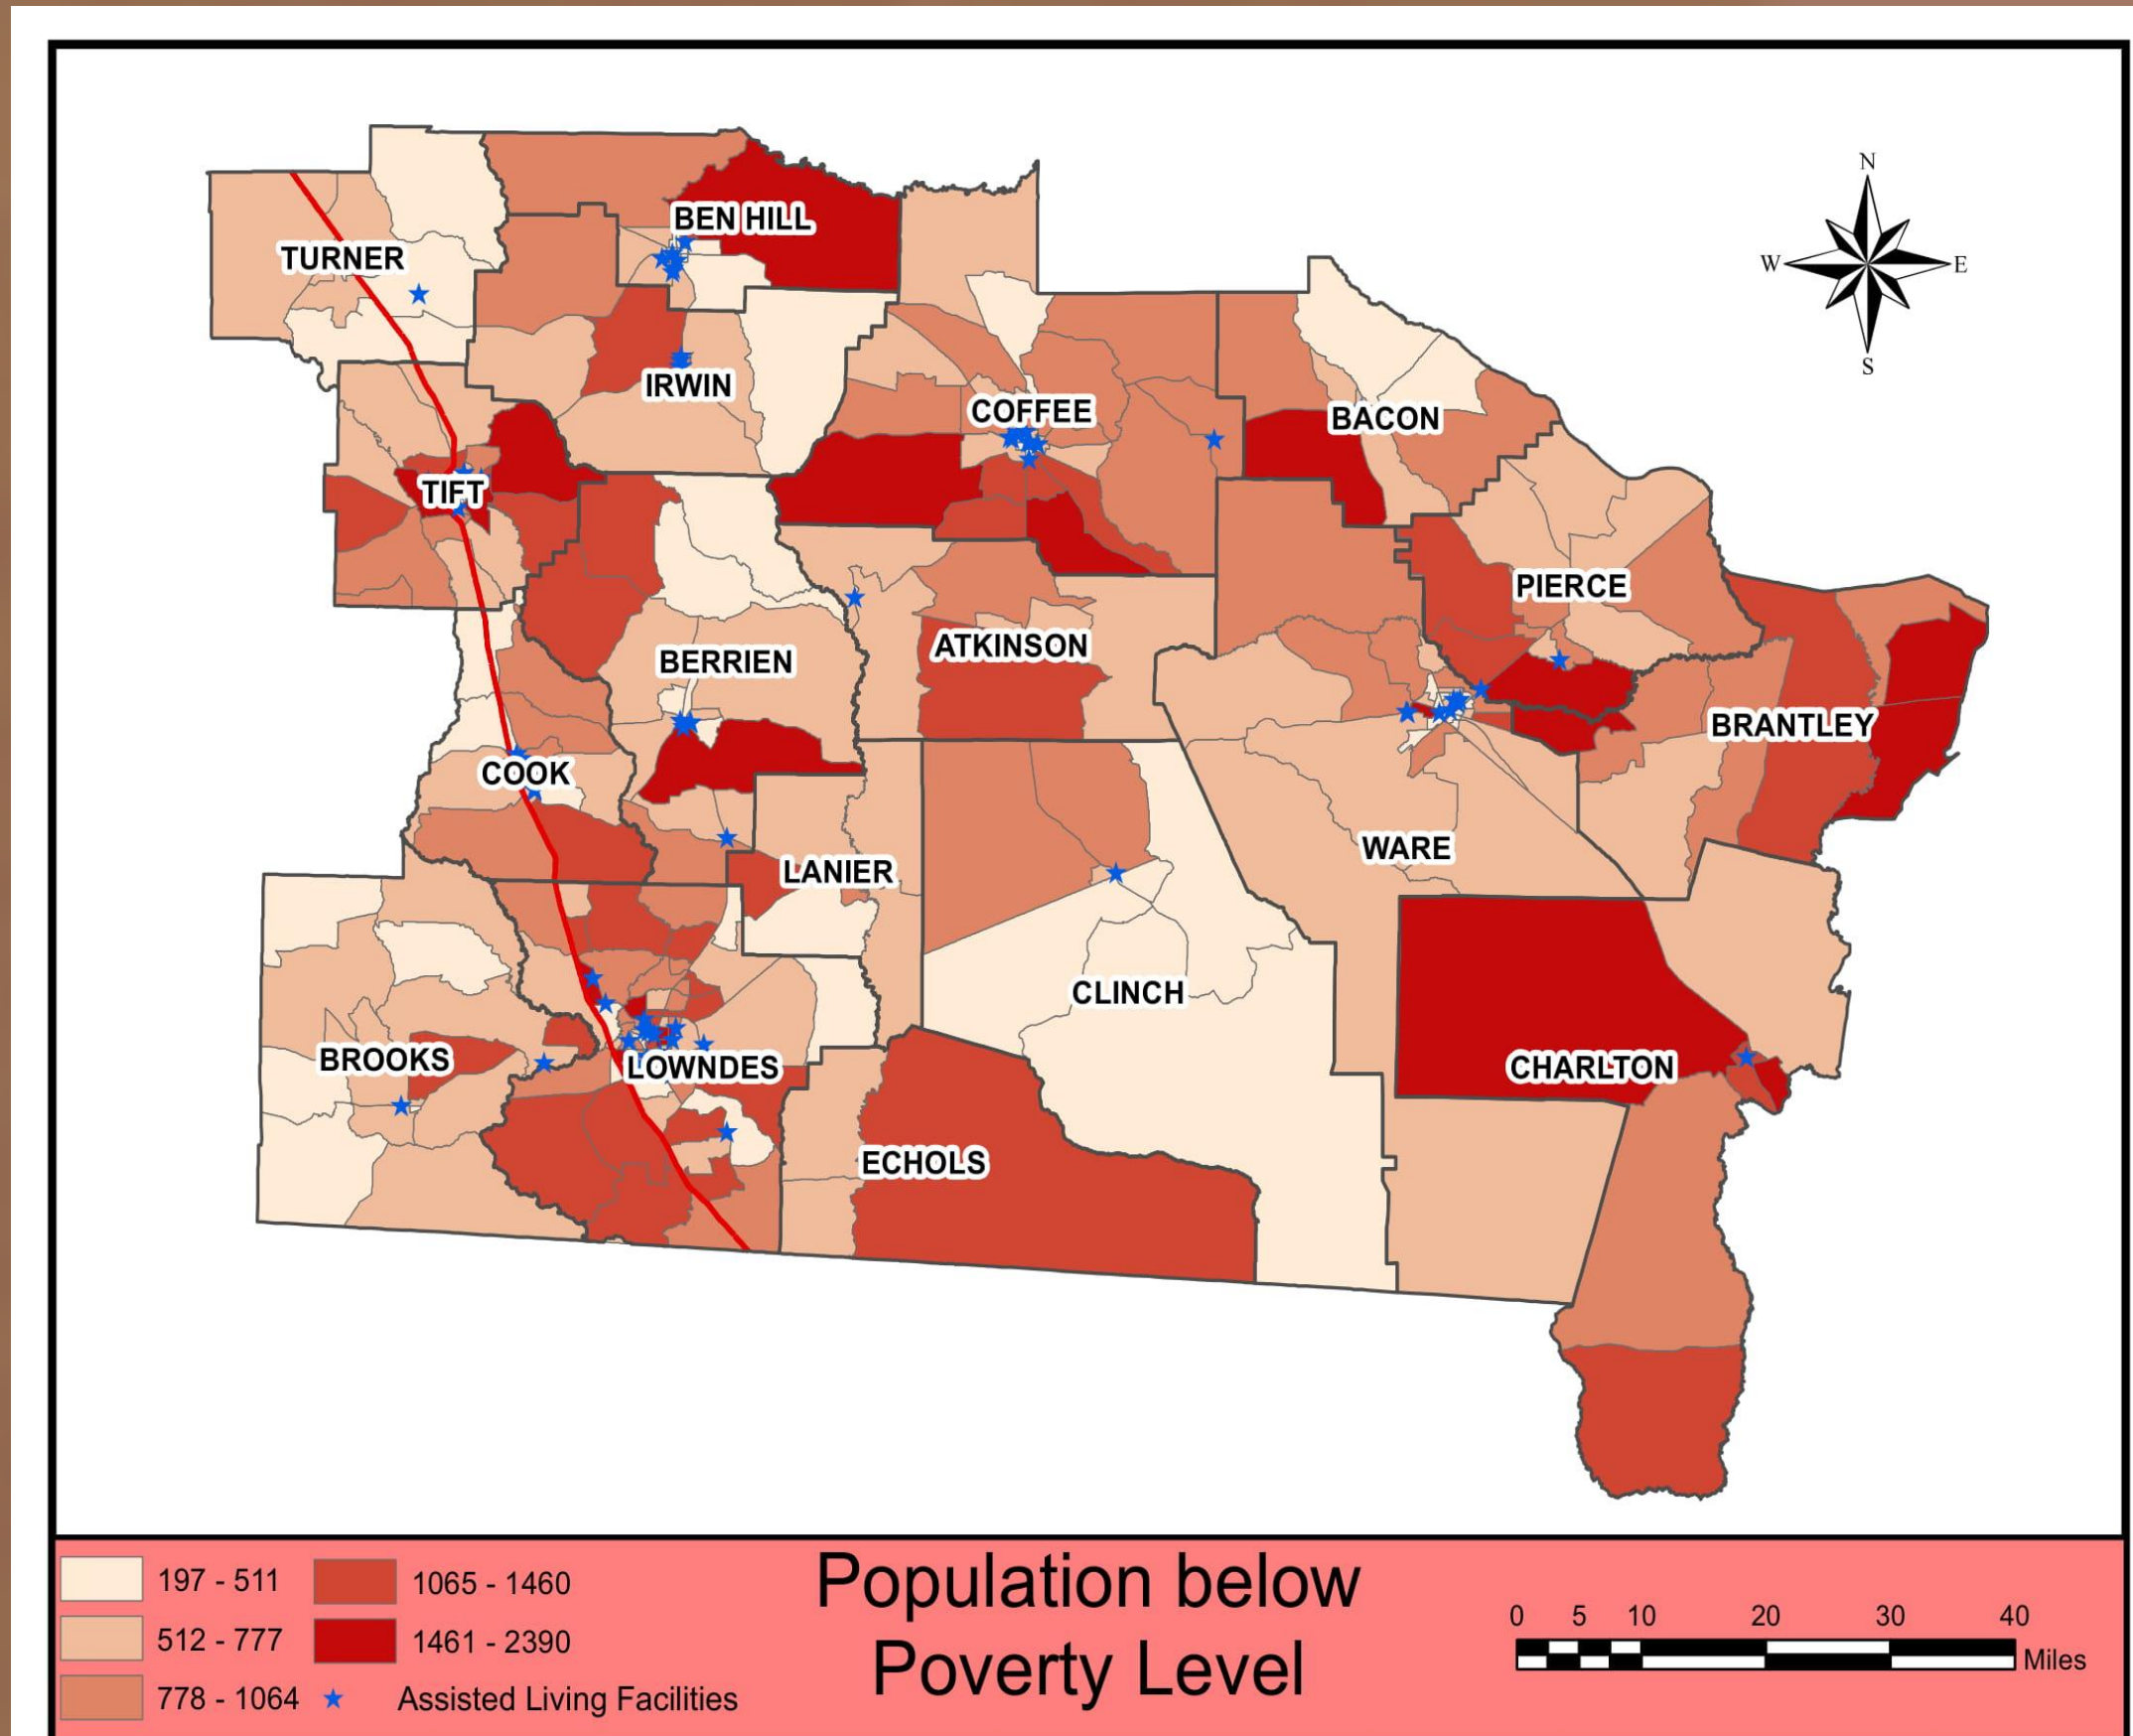 N
W
E
S
BEN HILL
TURNER
IRWIN
COFFEE
BACON
TIFT
PIERCE
ATKINSON
BERRIEN
BRANTLEY
COOK
WARE
LANIER
CLINCH
BROOKS
LOWNDES
CHARLTON
ECHOLS
197 - 511
512 - 777
778 - 1064
1065 - 1460
1461 - 2390
Assisted Living Facilities
Population below
Poverty Level
0 5 10 20 30 40
Miles